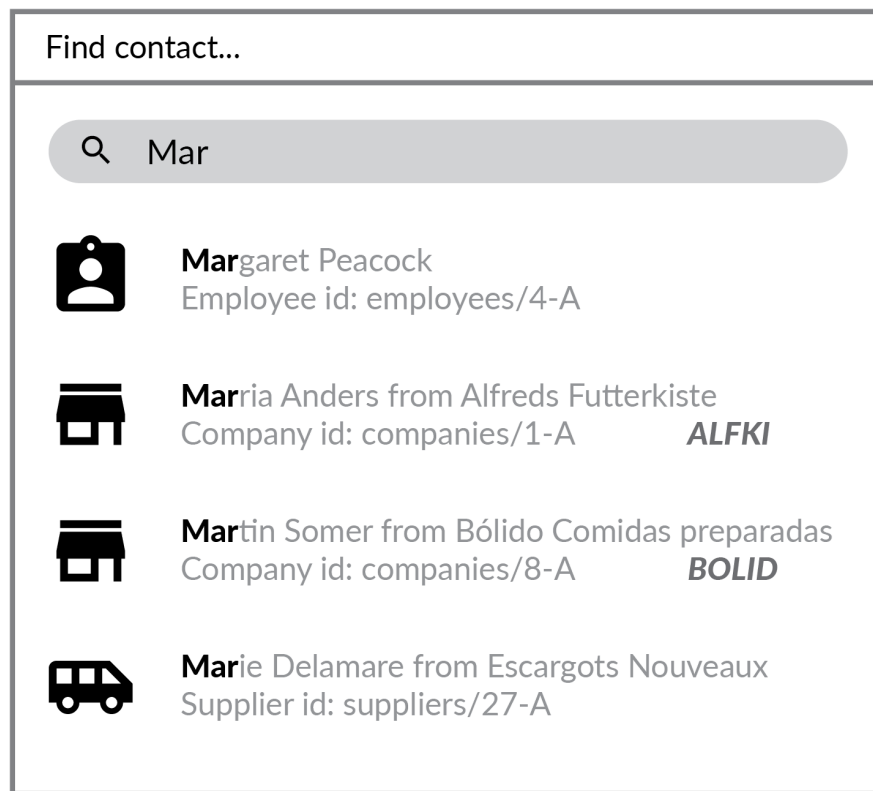 Find contact...
Mar
Margaret Peacock
Employee id: employees/4-A
Marria Anders from Alfreds Futterkiste
Company id: companies/1-A ALFKI
Martin Somer from Bólido Comidas preparadas
Company id: companies/8-A BOLID
Marie Delamare from Escargots Nouveaux
Supplier id: suppliers/27-A